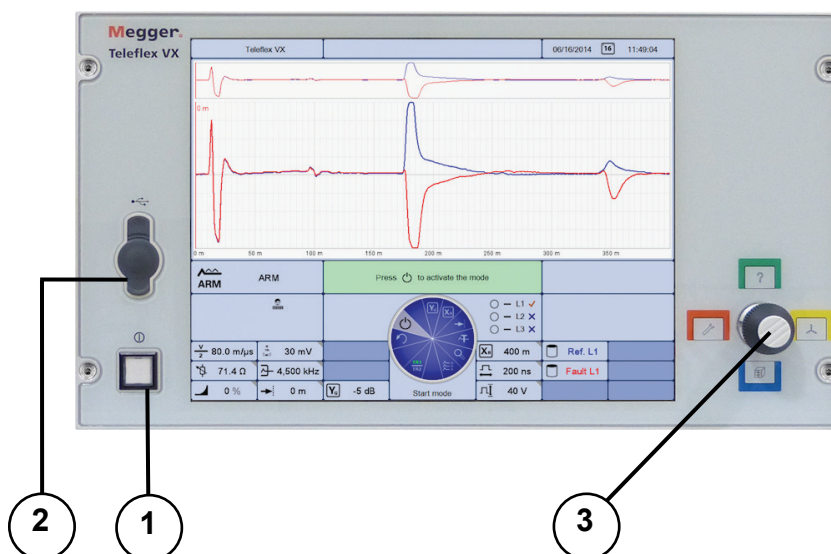 Megger.
Teleflex VX
Teleflex VX
06/16/2014 16 11:49:04
0 m
0 m 50 m 100 m 150 m 200 m 250 m 300 m 350 m
ARM
ARM
Press to activate the mode
L1
L2
L3
V/2 80.0 m/µs
30 mV
XR 400 m
Ref. L1
71.4 Ω
4,500 kHz
200 ns
Fault L1
0 %
0 m
-5 dB
Start mode
40 V
?
2
1
3